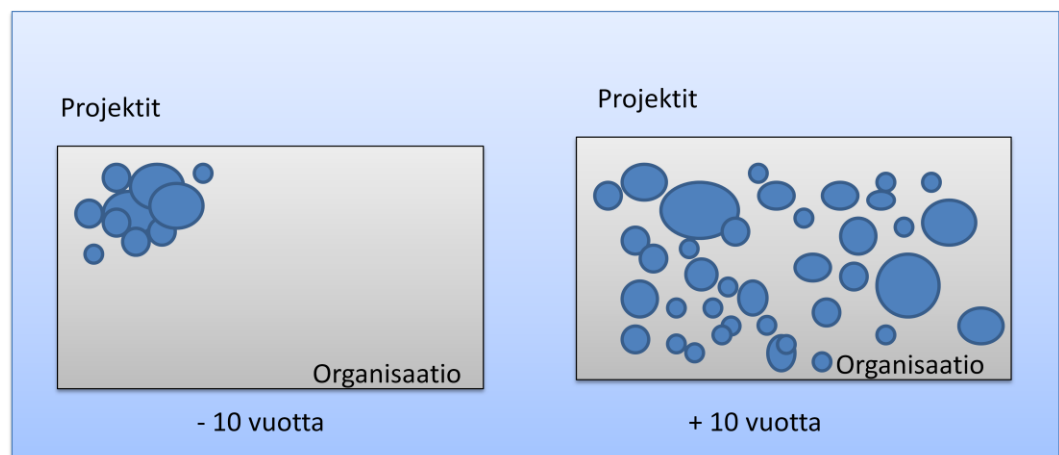 Projektit
Projektit
Organisaatio
Organisaatio
- 10 vuotta
+ 10 vuotta